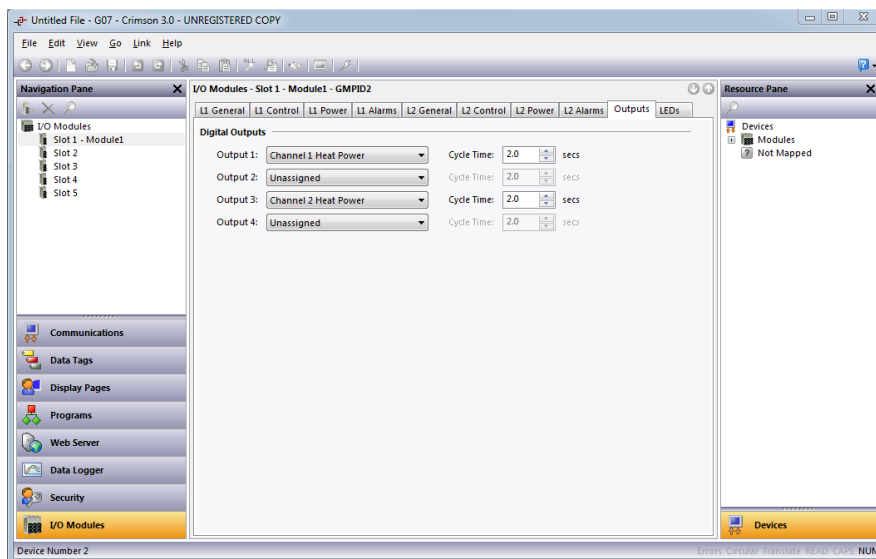 Untitled File - G07 - Crimson 3.0 - UNREGISTERED COPY
File Edit View Go Link Help
Navigation Pane
I/O Modules
Slot 1 - Module1
Slot 2
Slot 3
Slot 4
Slot 5
Communications
Data Tags
Display Pages
Programs
Web Server
Data Logger
Security
I/O Modules
I/O Modules - Slot 1 - Module1 - GMPID2
L1 General L1 Control L1 Power L1 Alarms L2 General L2 Control L2 Power L2 Alarms Outputs LEDs
Digital Outputs
Output 1: Channel 1 Heat Power Cycle Time: 2.0 secs
Output 2: Unassigned Cycle Time: 2.0 secs
Output 3: Channel 2 Heat Power Cycle Time: 2.0 secs
Output 4: Unassigned Cycle Time: 2.0 secs
Resource Pane
Devices
Modules
Not Mapped
Devices
Device Number 2
Errors Circular Translate READ CAPS NUM